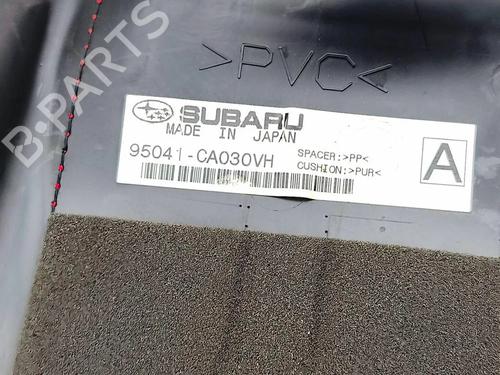 B-PARTS
>PVC<
SUBARU
MADE IN JAPAN
95041-CA030VH
SPACER:>PP<
CUSHION:>PUR<
A